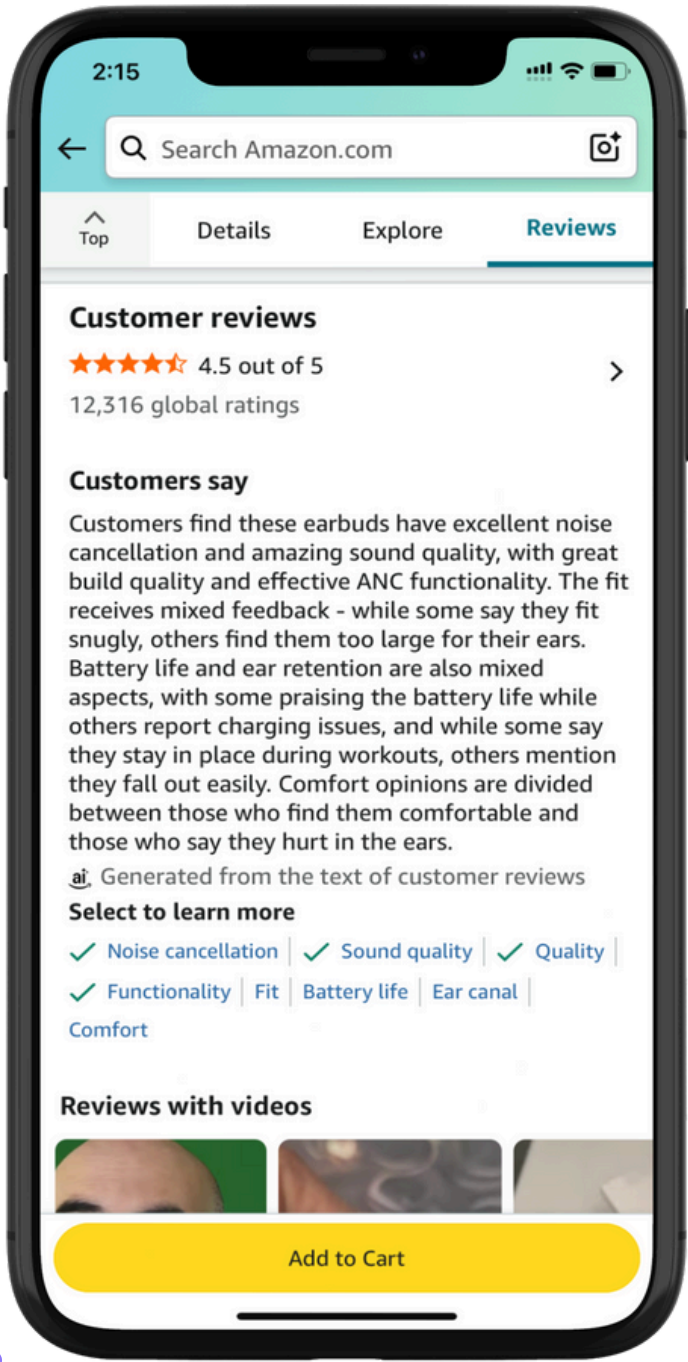 2:15
Search Amazon.com
Top
Details
Explore
Reviews
Customer reviews
4.5 out of 5
12,316 global ratings
Customers say
Customers find these earbuds have excellent noise
cancellation and amazing sound quality, with great
build quality and effective ANC functionality. The fit
receives mixed feedback - while some say they fit
snugly, others find them too large for their ears.
Battery life and ear retention are also mixed
aspects, with some praising the battery life while
others report charging issues, and while some say
they stay in place during workouts, others mention
they fall out easily. Comfort opinions are divided
between those who find them comfortable and
those who say they hurt in the ears.
ai Generated from the text of customer reviews
Select to learn more
Noise cancellation | Sound quality | Quality |
Functionality | Fit | Battery life | Ear canal |
Comfort
Reviews with videos
Add to Cart